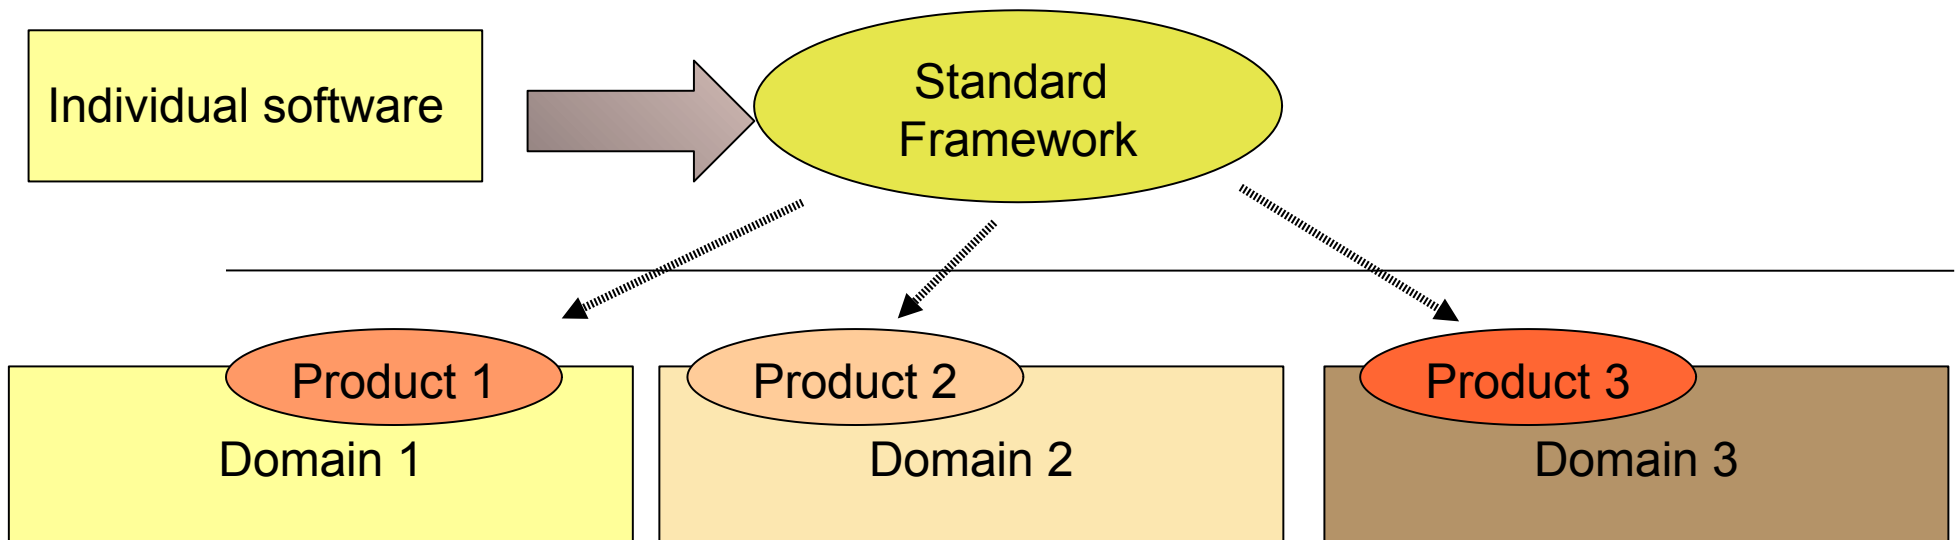 Individual software
Standard
Framework
Product 1
Product 2
Product 3
Domain 1
Domain 2
Domain 3